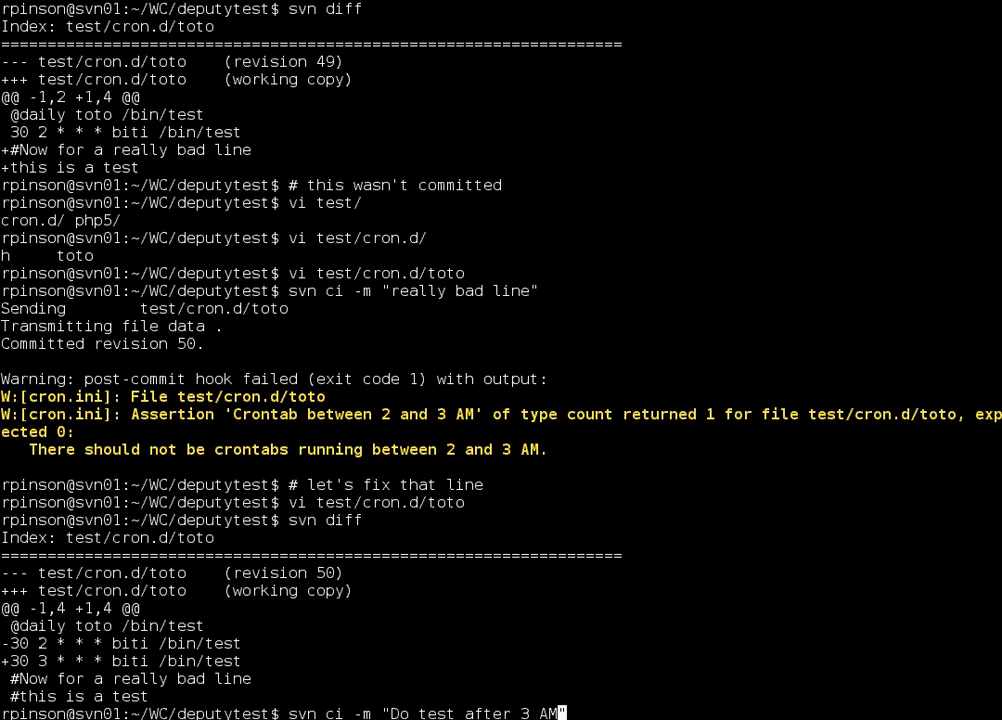 rpinson@svn01:~/WC/deputytest$ svn diff
Index: test/cron.d/toto
===================================================================
--- test/cron.d/toto    (revision 49)
+++ test/cron.d/toto    (working copy)
@@ -1,2 +1,4 @@
 @daily toto /bin/test
 30 2 * * * biti /bin/test
+#Now for a really bad line
+this is a test
rpinson@svn01:~/WC/deputytest$ # this wasn't committed
rpinson@svn01:~/WC/deputytest$ vi test/
cron.d/ php5/
rpinson@svn01:~/WC/deputytest$ vi test/cron.d/
h     toto
rpinson@svn01:~/WC/deputytest$ vi test/cron.d/toto
rpinson@svn01:~/WC/deputytest$ svn ci -m "really bad line"
Sending        test/cron.d/toto
Transmitting file data .
Committed revision 50.

Warning: post-commit hook failed (exit code 1) with output:
W:[cron.ini]: File test/cron.d/toto
W:[cron.ini]: Assertion 'Crontab between 2 and 3 AM' of type count returned 1 for file test/cron.d/toto, exp
ected 0:
   There should not be crontabs running between 2 and 3 AM.

rpinson@svn01:~/WC/deputytest$ # let's fix that line
rpinson@svn01:~/WC/deputytest$ vi test/cron.d/toto
rpinson@svn01:~/WC/deputytest$ svn diff
Index: test/cron.d/toto
===================================================================
--- test/cron.d/toto    (revision 50)
+++ test/cron.d/toto    (working copy)
@@ -1,4 +1,4 @@
 @daily toto /bin/test
-30 2 * * * biti /bin/test
+30 3 * * * biti /bin/test
 #Now for a really bad line
 #this is a test
rpinson@svn01:~/WC/deputytest$ svn ci -m "Do test after 3 AM"